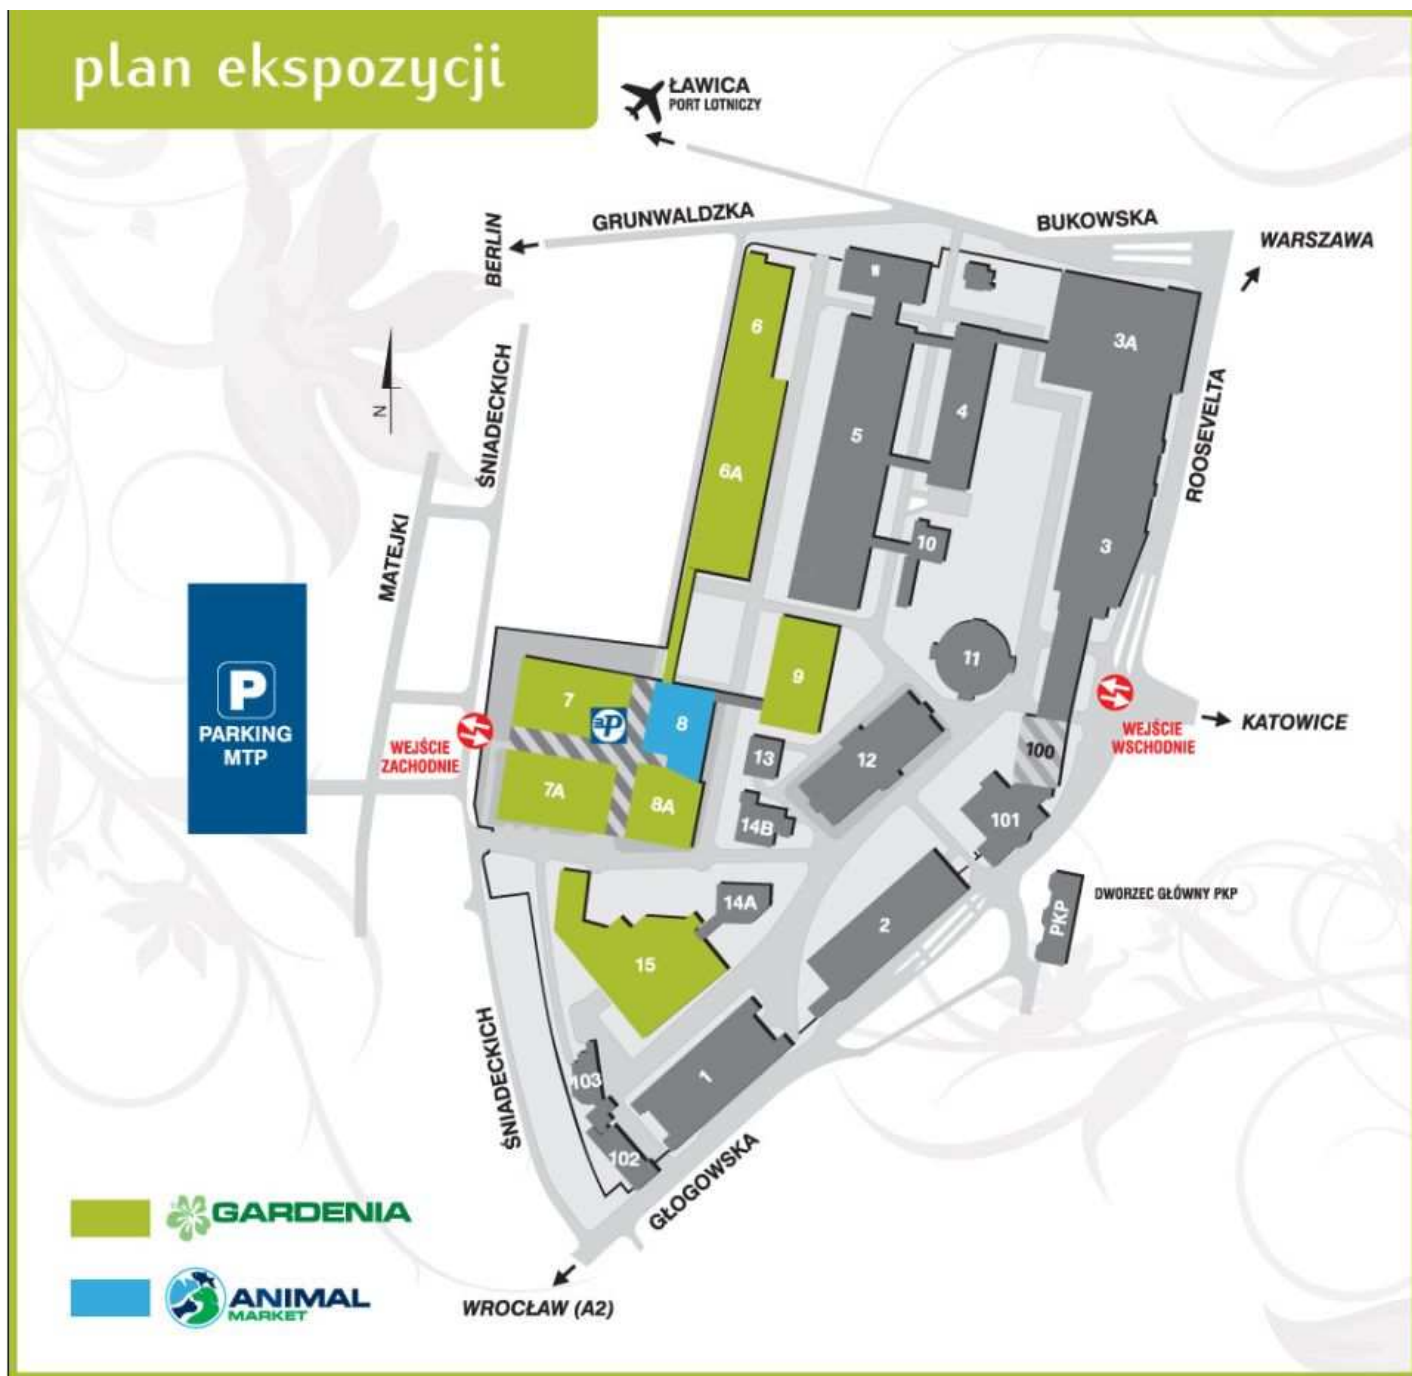 plan ekspozycji
ŁAWICA
PORT LOTNICZY
GRUNWALDZKA
BUKOWSKA
BERLIN
WARSZAWA
6
3A
ŚNIADECKICH
ROOSEVELTA
N
4
5
6A
MATEJKI
10
3
11
9
P
PARKING
MTP
7
P
8
WEJŚCIE
ZACHODNIE
WEJŚCIE
WSCHODNIE
KATOWICE
13
12
100
7A
8A
14B
101
14A
DWORZEC GŁÓWNY PKP
PKP
2
15
ŚNIADECKICH
103
1
102
GŁOGOWSKA
GARDENIA
ANIMAL
MARKET
WROCŁAW (A2)